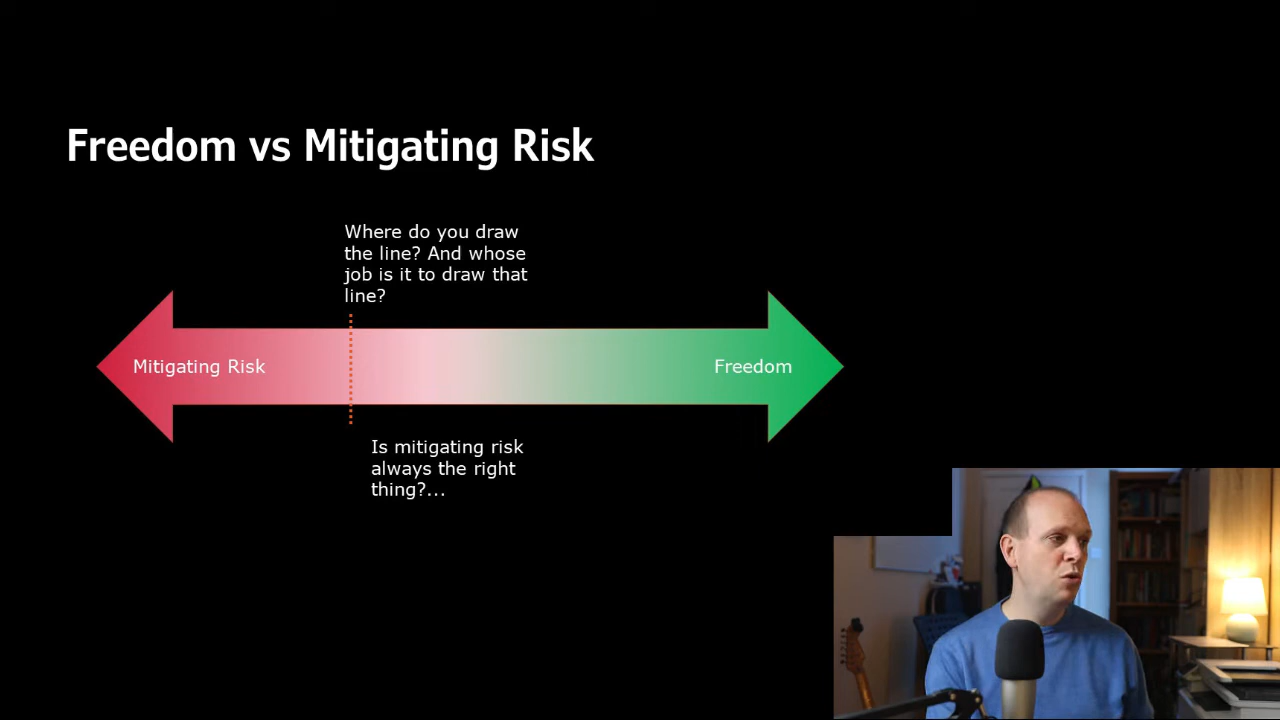 Freedom vs Mitigating Risk
Where do you draw
the line? And whose
job is it to draw that
line?
Mitigating Risk
Freedom
Is mitigating risk
always the right
thing?...